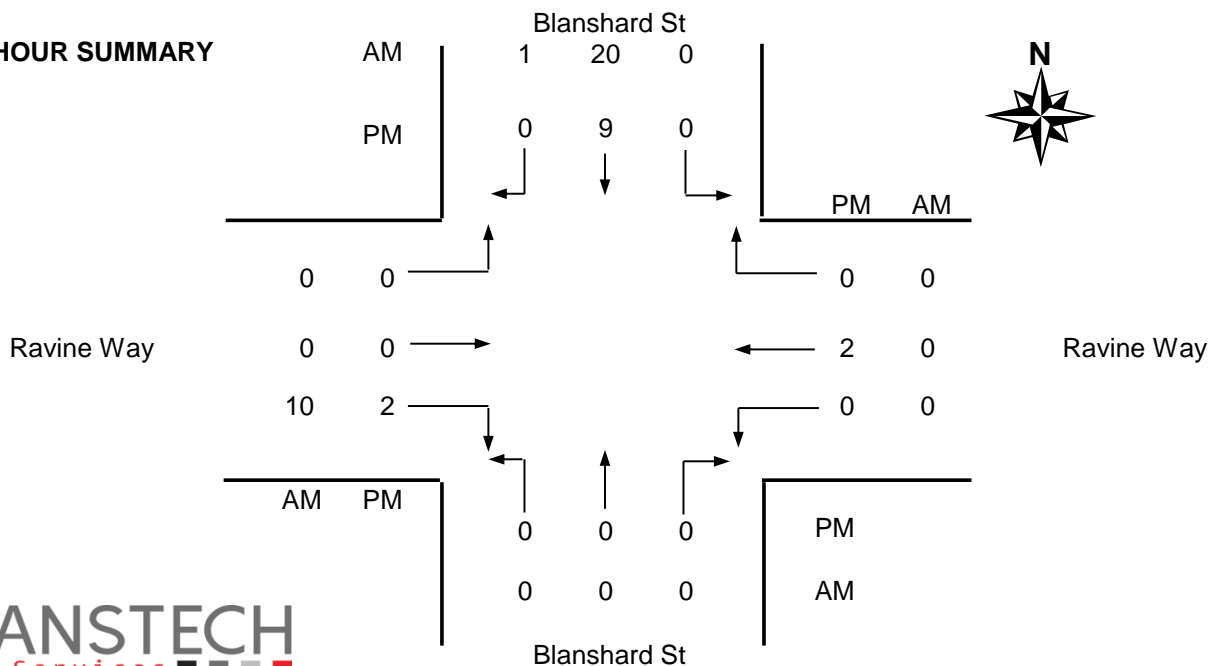 Blanshard St
HOUR SUMMARY AM 1 20 0 N
PM 0 9 0
PM AM
0 0 0 0
Ravine Way 0 0 2 0 Ravine Way
10 2 0 0
AM PM
0 0 0 PM
0 0 0 AM
ANSTECH
Services
Blanshard St